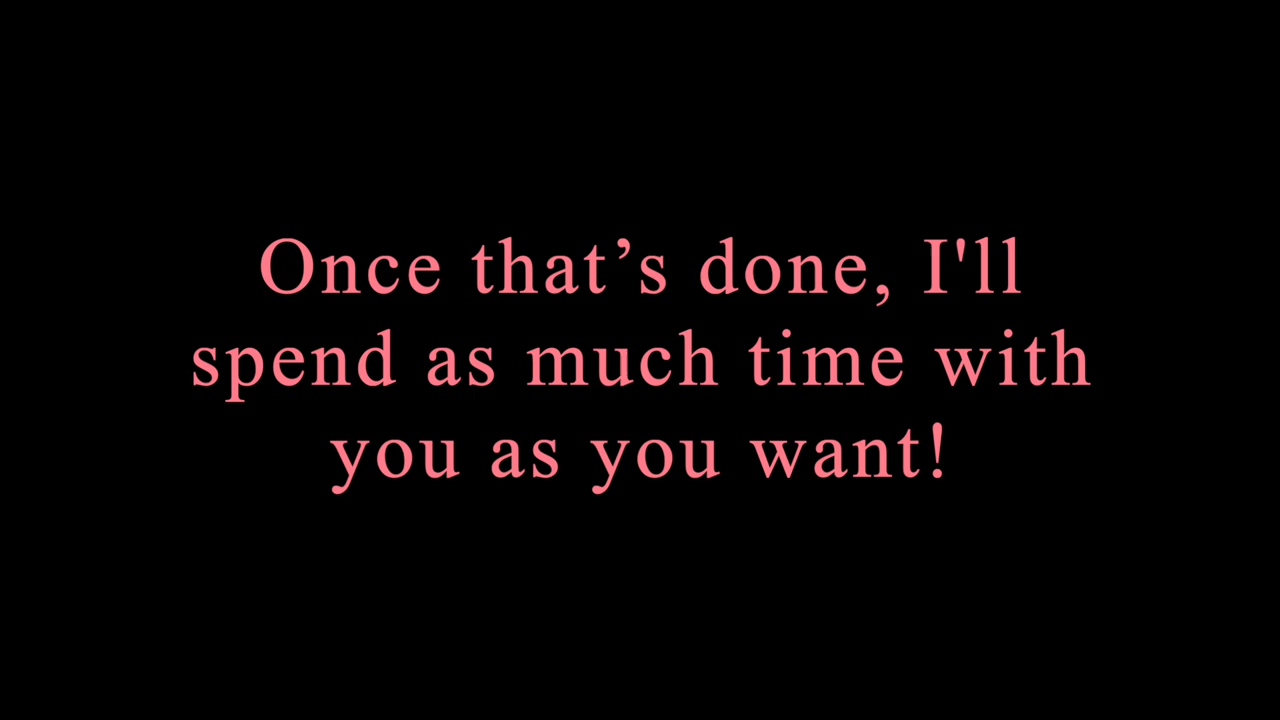 Once that’s done, I'll
spend as much time with
you as you want!